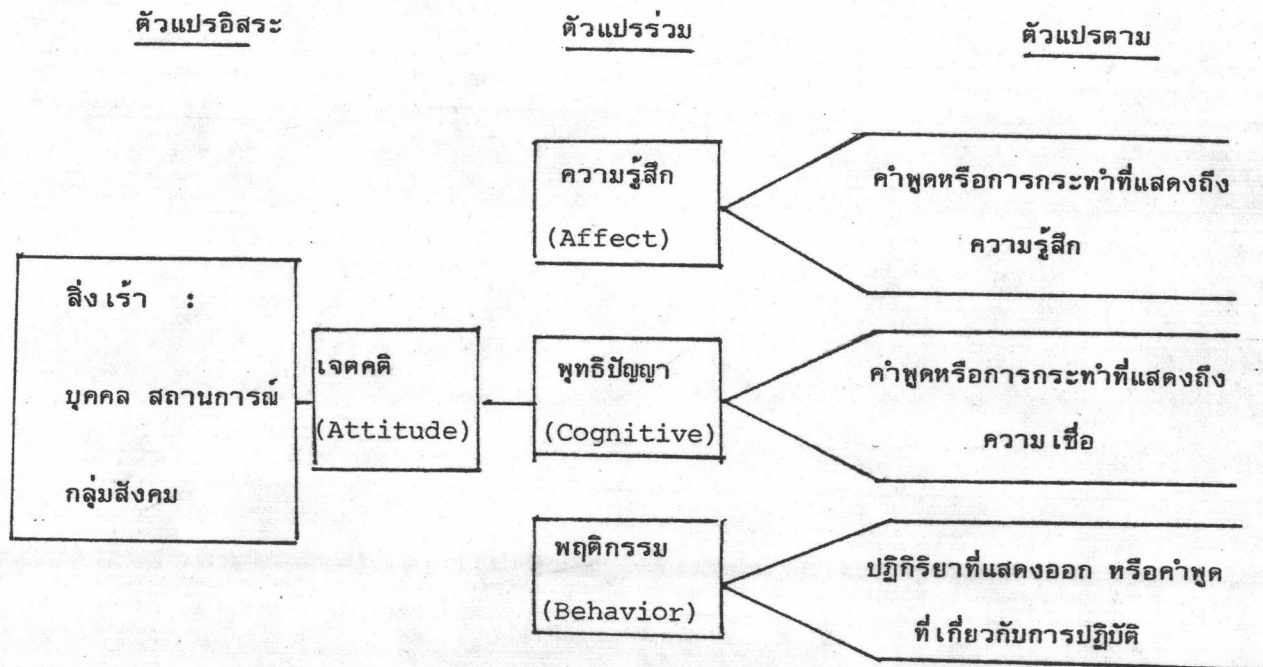 ตัวแปรอิสระ
ตัวแปรร่วม
ตัวแปรตาม
สิ่งเร้า :
บุคคล สถานการณ์
กลุ่มสังคม
เจตคติ
(Attitude)
ความรู้สึก
(Affect)
พุทธิปัญญา
(Cognitive)
พฤติกรรม
(Behavior)
คำพูดหรือการกระทำที่แสดงถึง
ความรู้สึก
คำพูดหรือการกระทำที่แสดงถึง
ความเชื่อ
ปฏิกิริยาที่แสดงออก หรือคำพูด
ที่เกี่ยวกับการปฏิบัติ